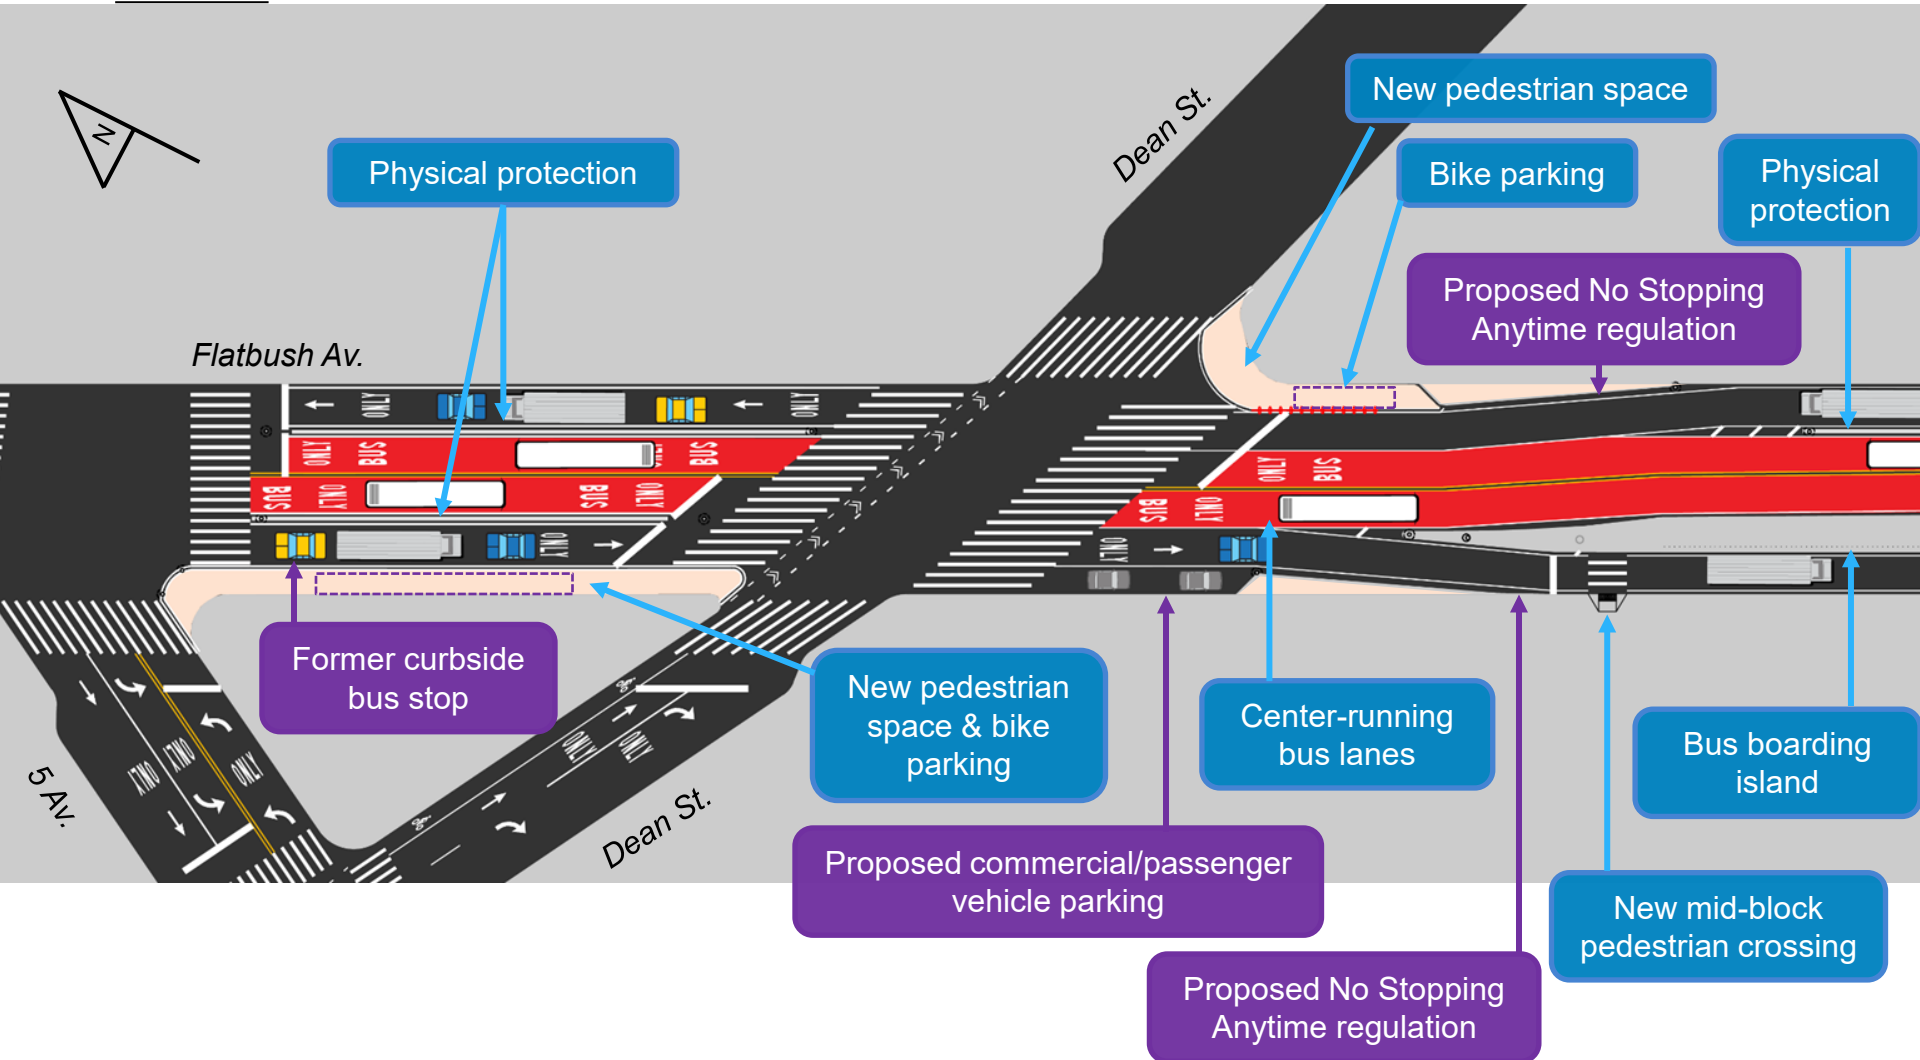 New pedestrian space
Dean St.
N
Physical protection
Bike parking
Physical
protection
Proposed No Stopping
Anytime regulation
Flatbush Av.
ONLY
ONLY
ONLY
BUS
BUS
ONLY
BUS
BUS
ONLY
BUS
ONLY
BUS
ONLY
ONLY
BUS
ONLY
ONLY
Former curbside
bus stop
New pedestrian
space & bike
parking
Center-running
bus lanes
Bus boarding
island
ONLY
ONLY
ONLY
ONLY
ONLY
5 Av.
Dean St.
Proposed commercial/passenger
vehicle parking
New mid-block
pedestrian crossing
Proposed No Stopping
Anytime regulation